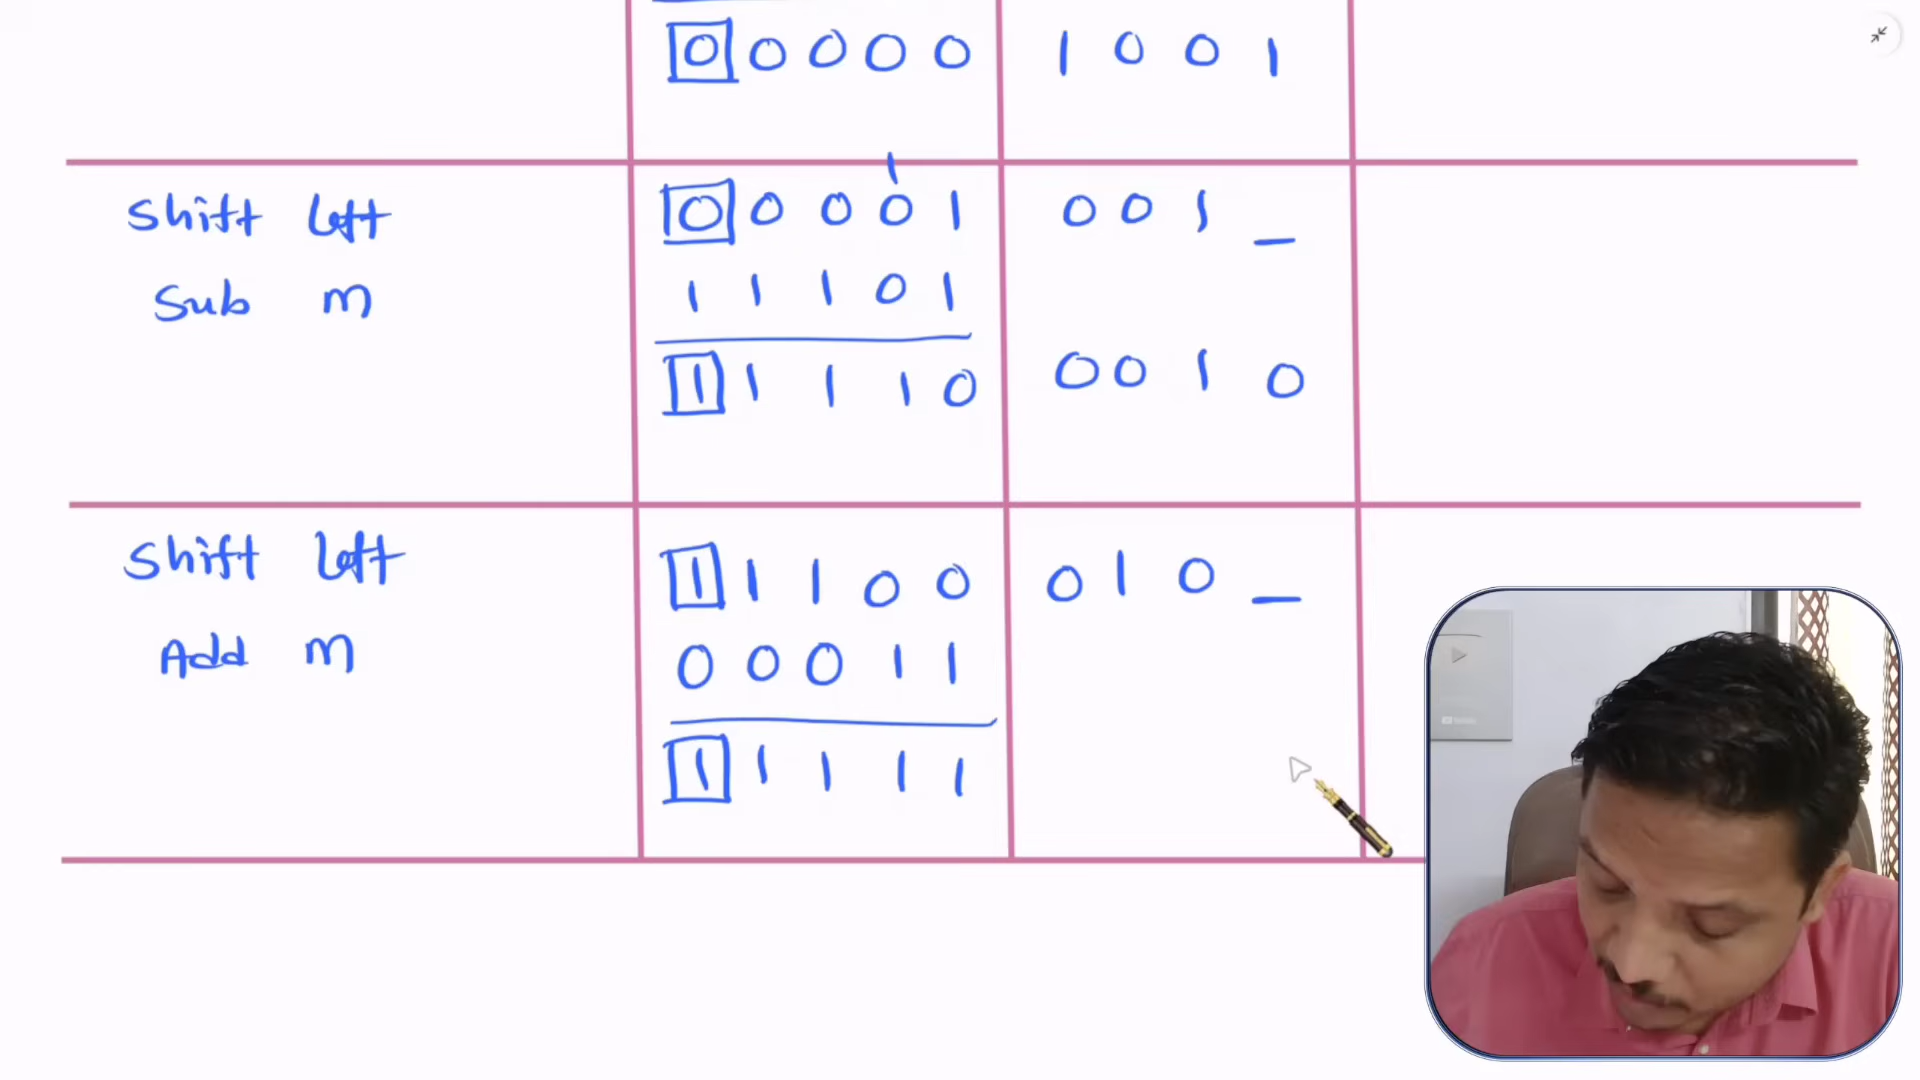 0 0 0 0 0 1 0 0 1
1
Shift Left 0 0 0 0 1 0 0 1 _
Sub m 1 1 1 0 1
1 1 1 1 0 0 0 1 0
Shift Left 1 1 1 0 0 0 1 0 _
Add m 0 0 0 1 1
1 1 1 1 1